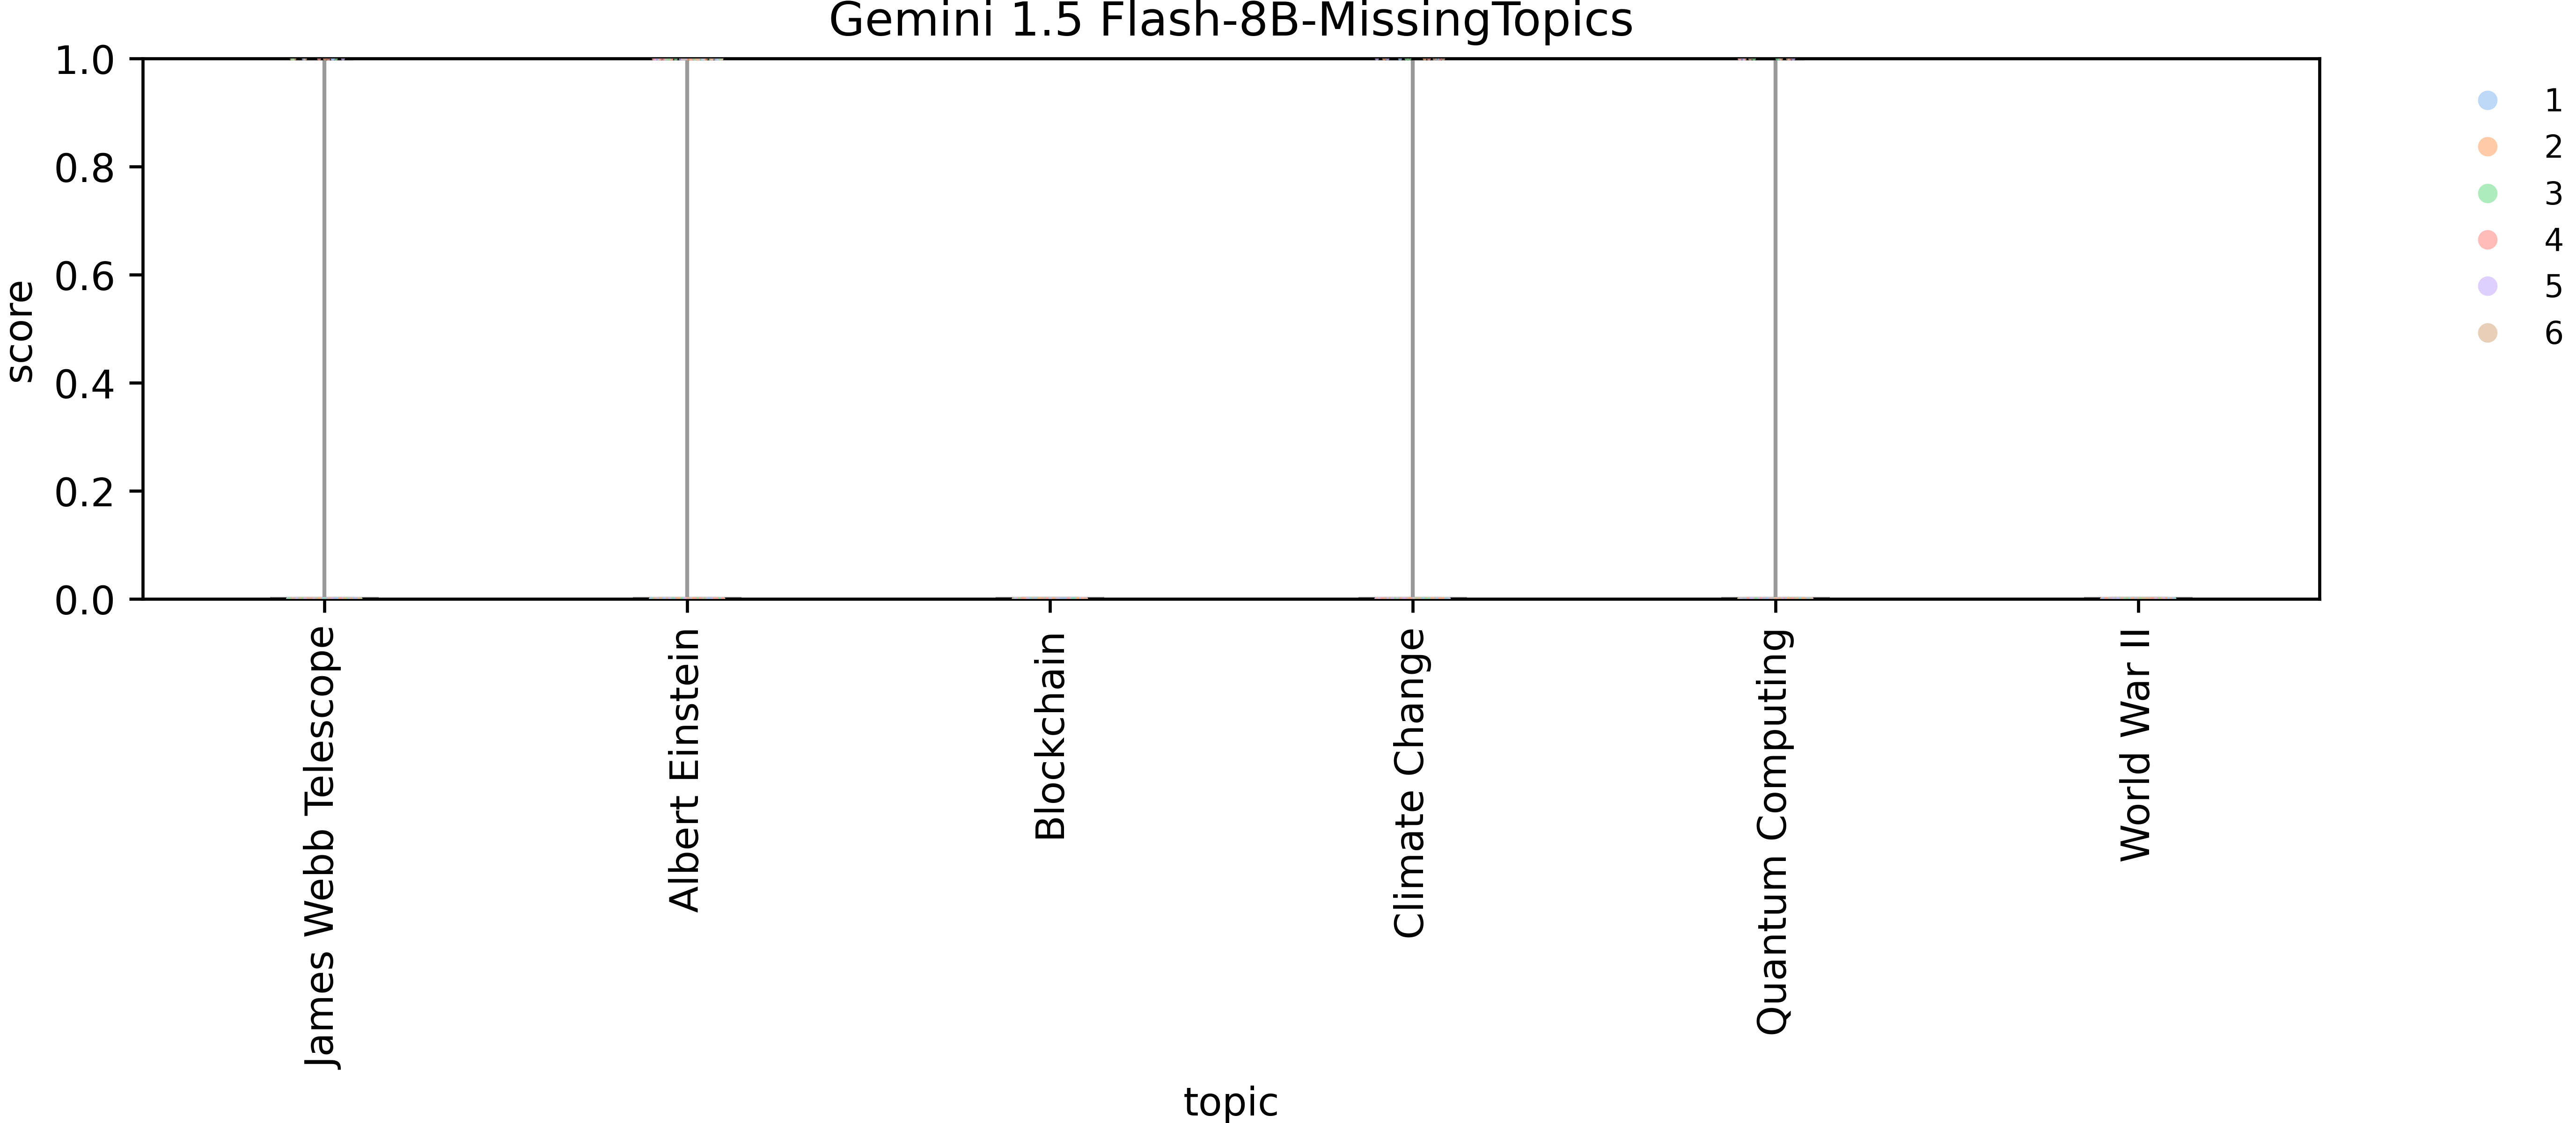 Gemini 1.5 Flash-8B-MissingTopics
1.0
0.8
0.6
0.4
0.2
0.0
score
James Webb Telescope
Albert Einstein
Blockchain
Climate Change
Quantum Computing
World War II
topic
1
2
3
4
5
6